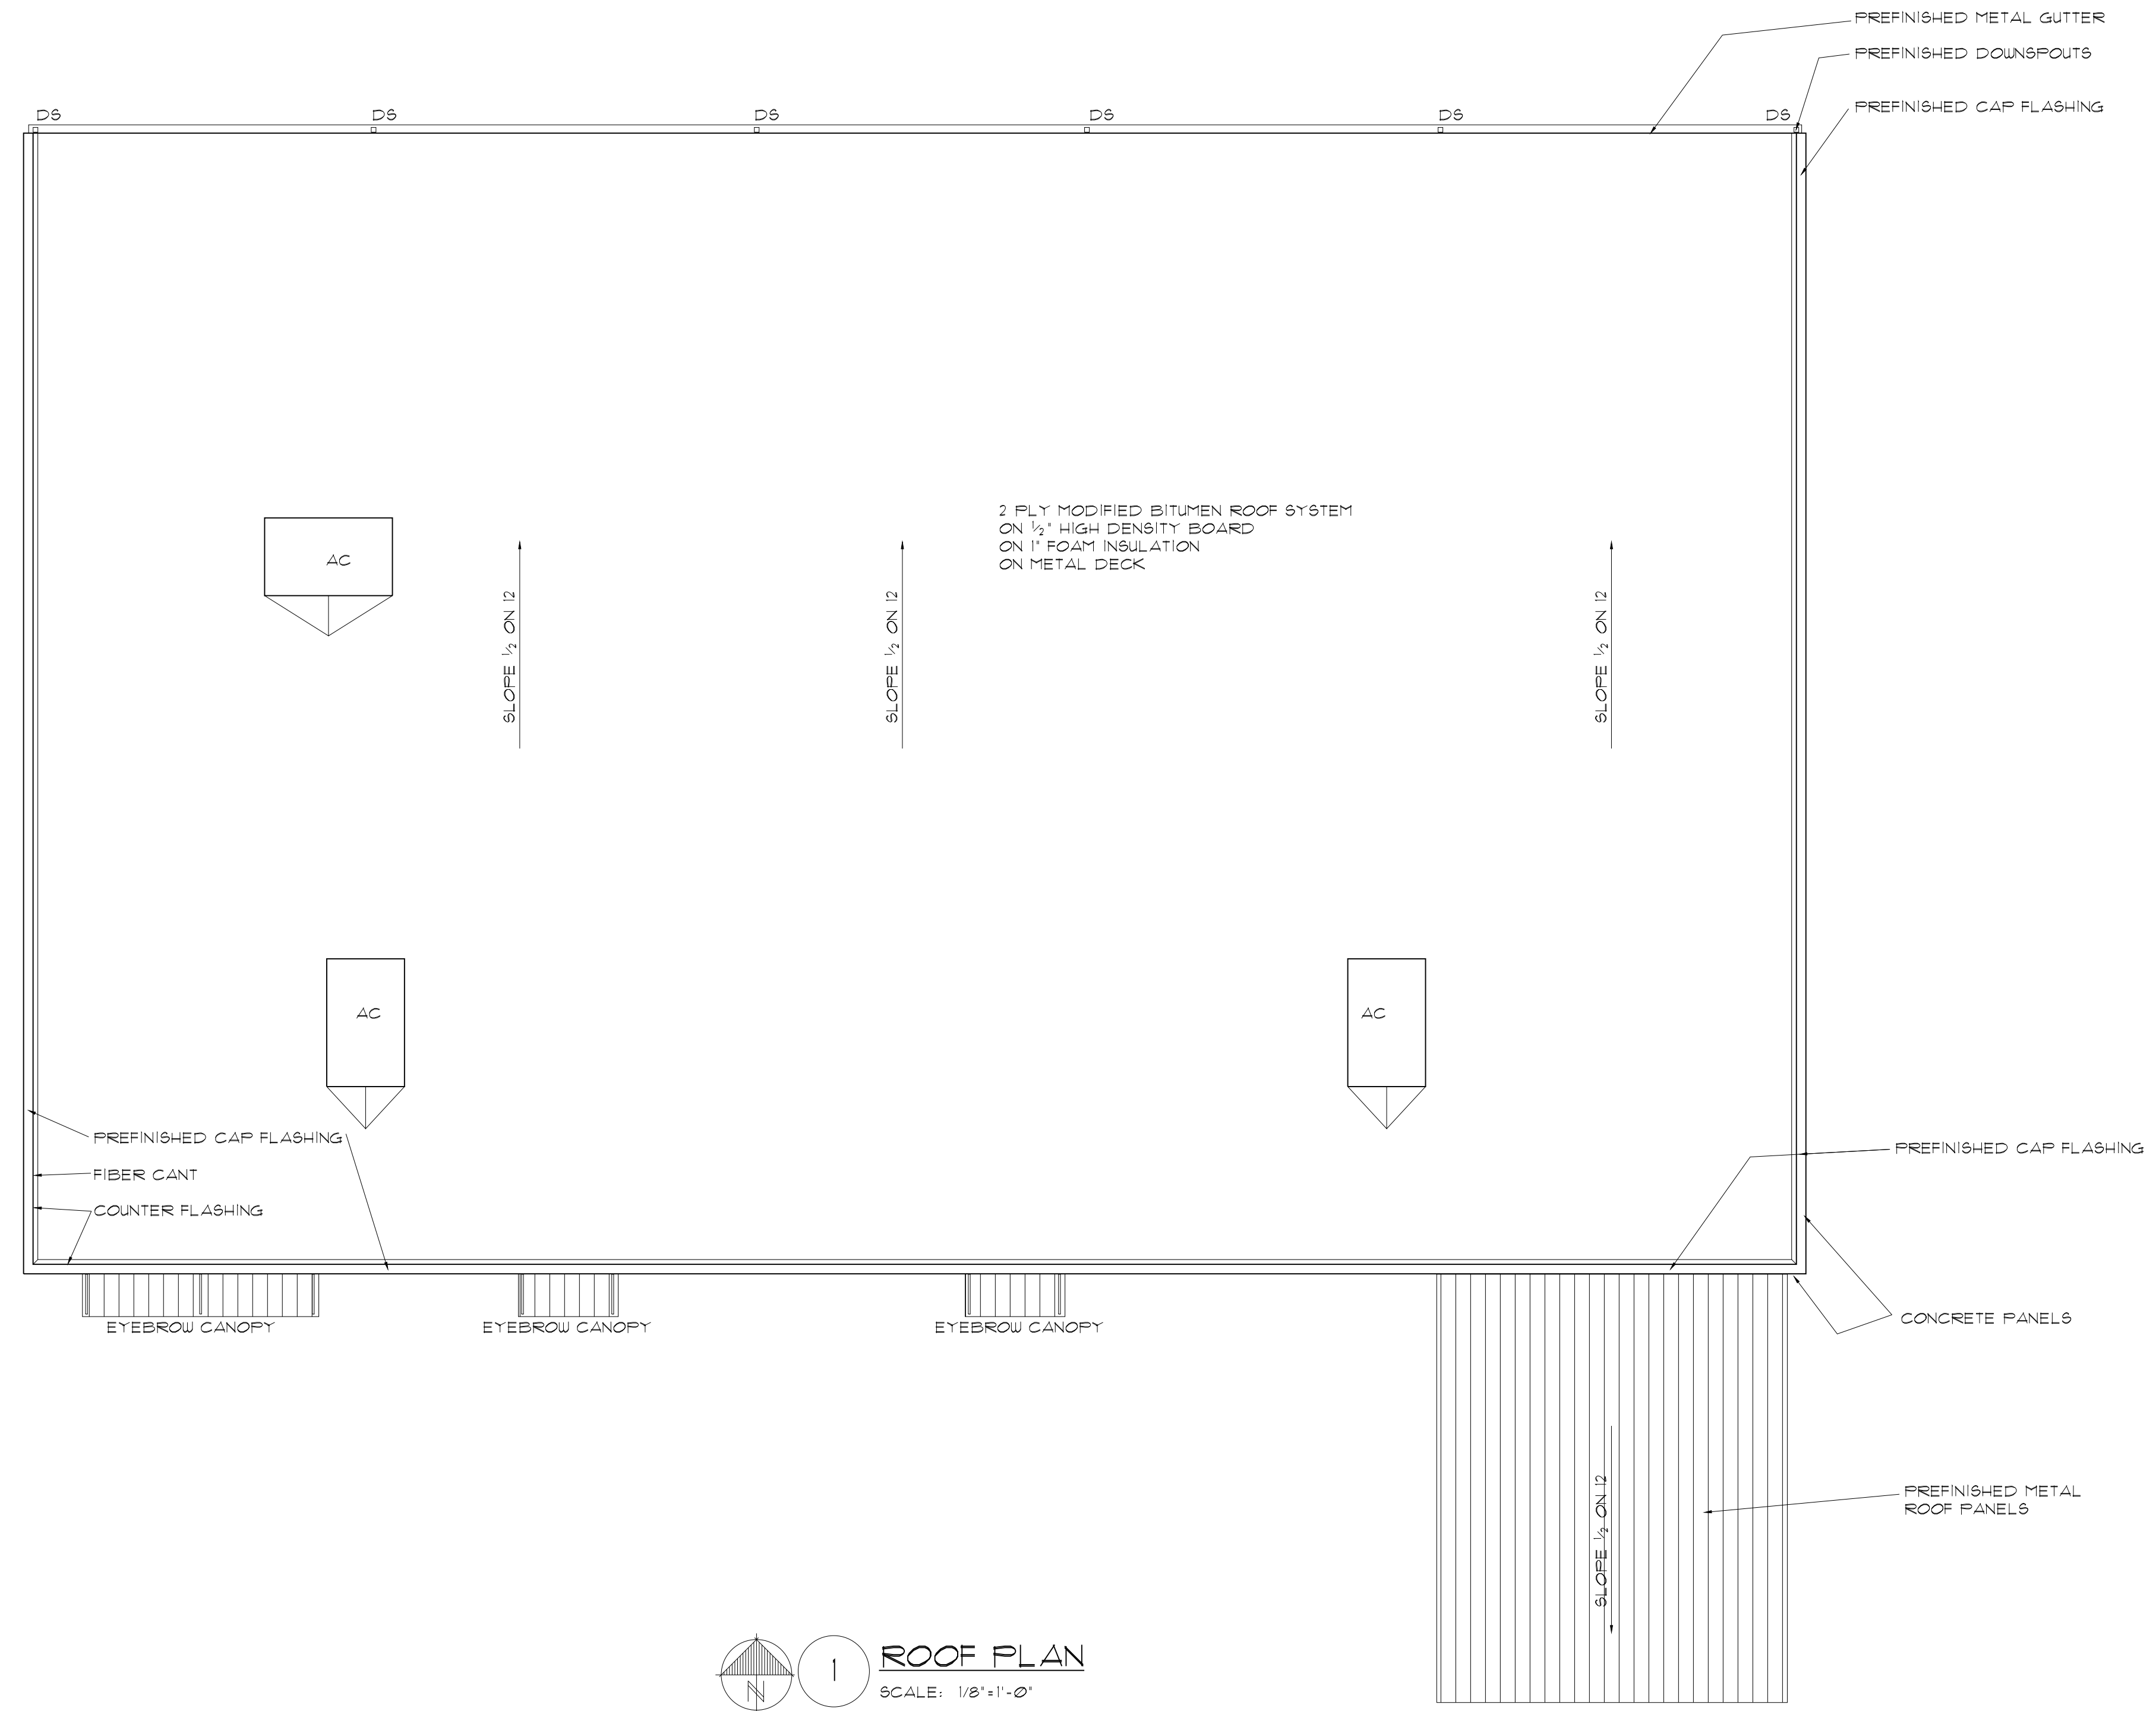 PREFINISHED METAL GUTTER
PREFINISHED DOWNSPOUTS
PREFINISHED CAP FLASHING
DS
DS
DS
DS
DS
DS
2 PLY MODIFIED BITUMEN ROOF SYSTEM
ON 1/2" HIGH DENSITY BOARD
ON 1" FOAM INSULATION
ON METAL DECK
AC
SLOPE 1/2 ON 12
SLOPE 1/2 ON 12
SLOPE 1/2 ON 12
AC
AC
PREFINISHED CAP FLASHING
FIBER CANT
COUNTER FLASHING
PREFINISHED CAP FLASHING
EYEBROW CANOPY
EYEBROW CANOPY
EYEBROW CANOPY
CONCRETE PANELS
SLOPE 1/2 ON 12
PREFINISHED METAL
ROOF PANELS
N
1
ROOF PLAN
SCALE: 1/8"=1'-0"